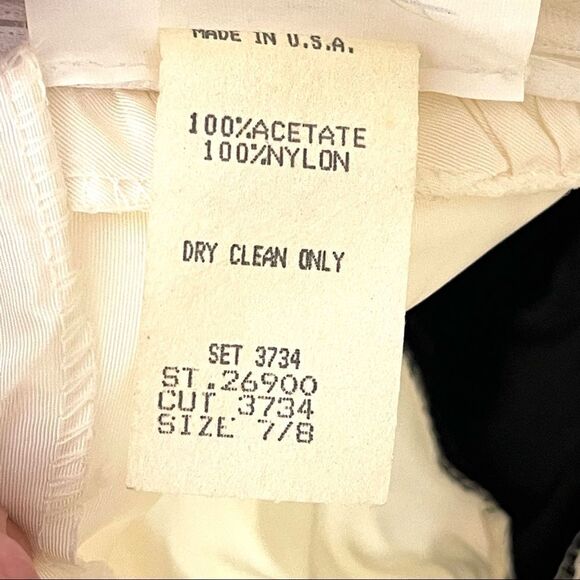 MADE IN U.S.A.
100%ACETATE
100%NYLON
DRY CLEAN ONLY
SET 3734
ST.26900
CUT 3734
SIZE 7/8